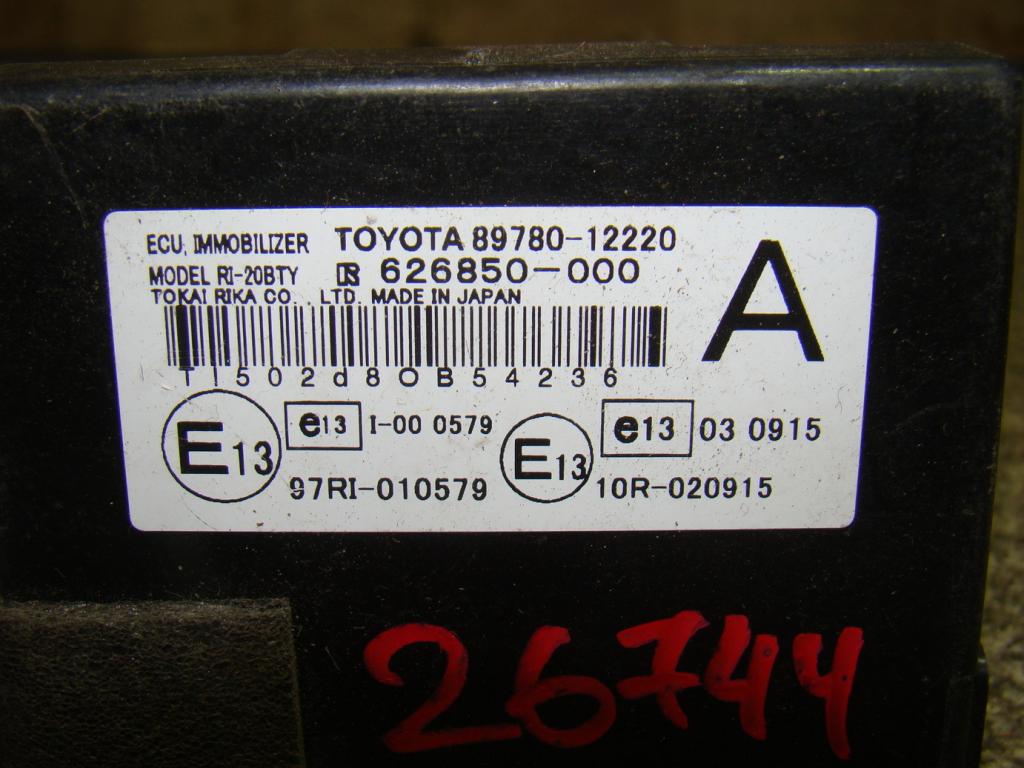 ECU, IMMOBILIZER TOYOTA 89780-12220
MODEL RI-20BTY 626850-000
TOKAI RIKA CO., LTD. MADE IN JAPAN
A
TI502d80B54236
E13 e13 I-00 0579 E13 e13 03 0915
97RI-010579 10R-020915
26744